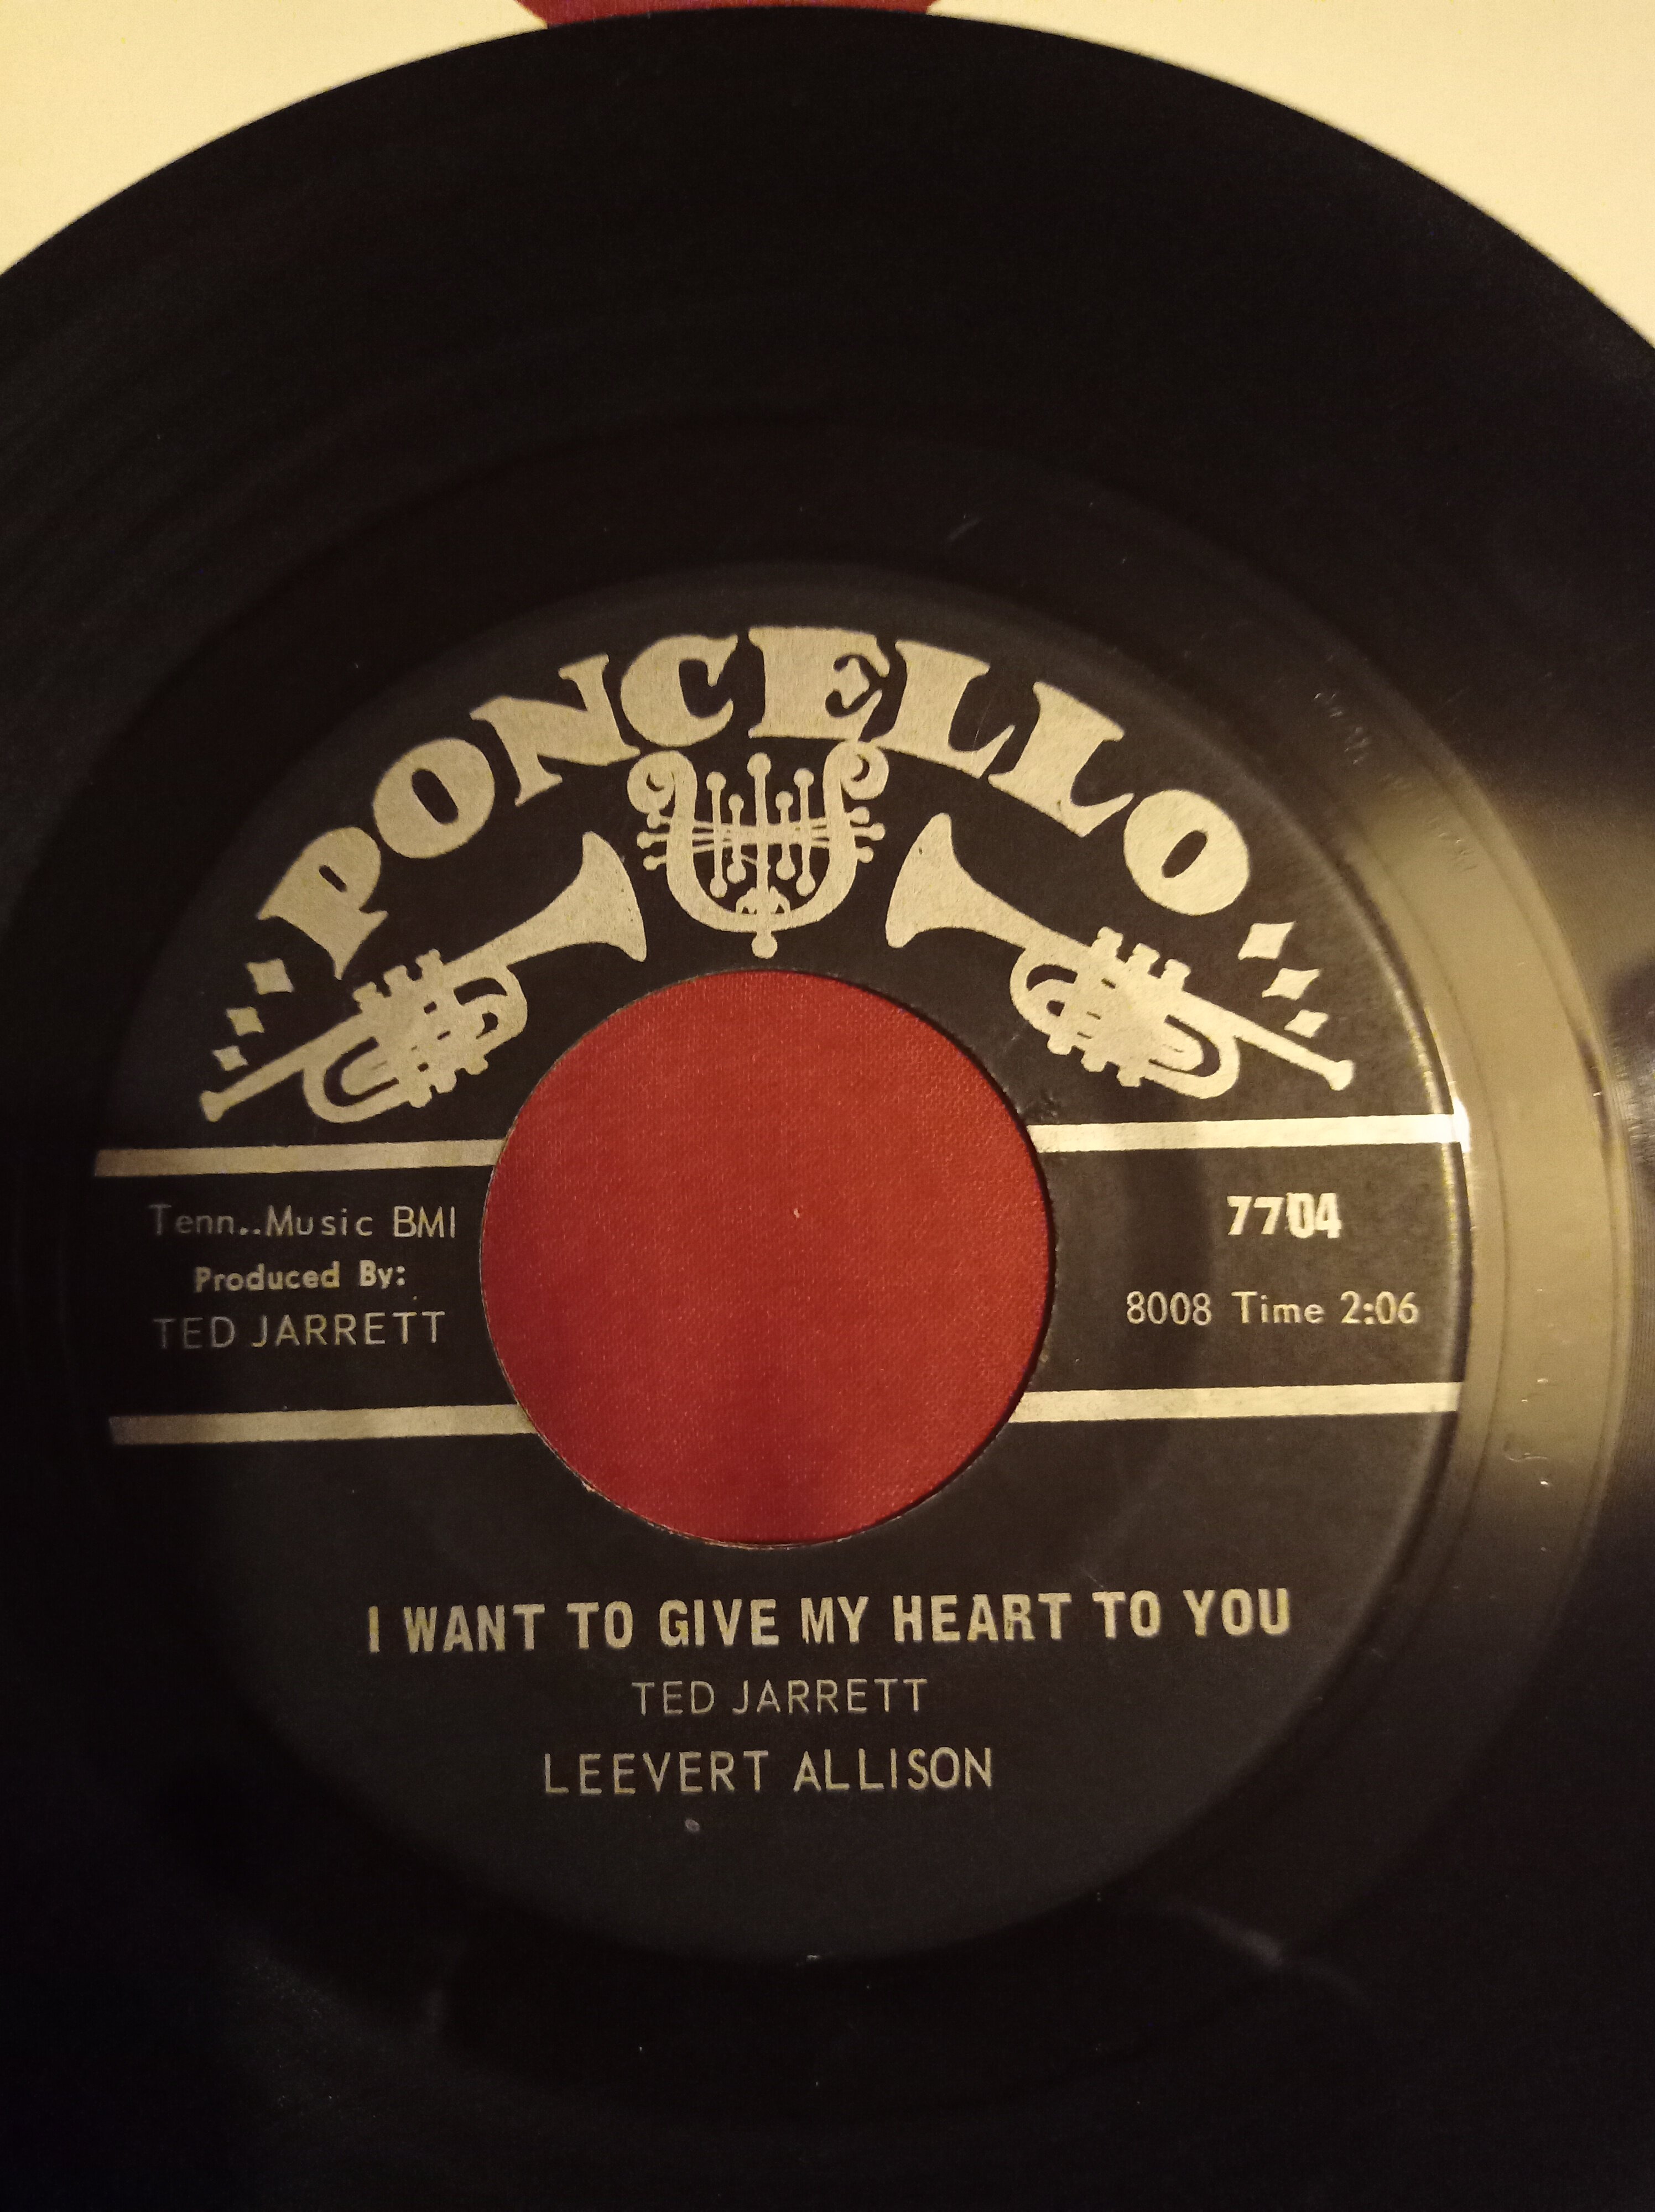 PONCELLO
Tenn..Music BMI
Produced By:
TED JARRETT
7704
8008 Time 2:06
I WANT TO GIVE MY HEART TO YOU
TED JARRETT
LEEVERT ALLISON